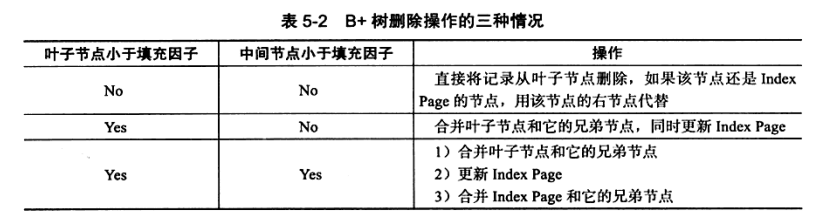 表 5-2 B+ 树删除操作的三种情况
叶子节点小于填充因子 中间节点小于填充因子 操作
No No 直接将记录从叶子节点删除，如果该节点还是 Index
Page 的节点，用该节点的右节点代替
Yes No 合并叶子节点和它的兄弟节点，同时更新 Index Page
1）合并叶子节点和它的兄弟节点
Yes Yes 2）更新 Index Page
3）合并 Index Page 和它的兄弟节点